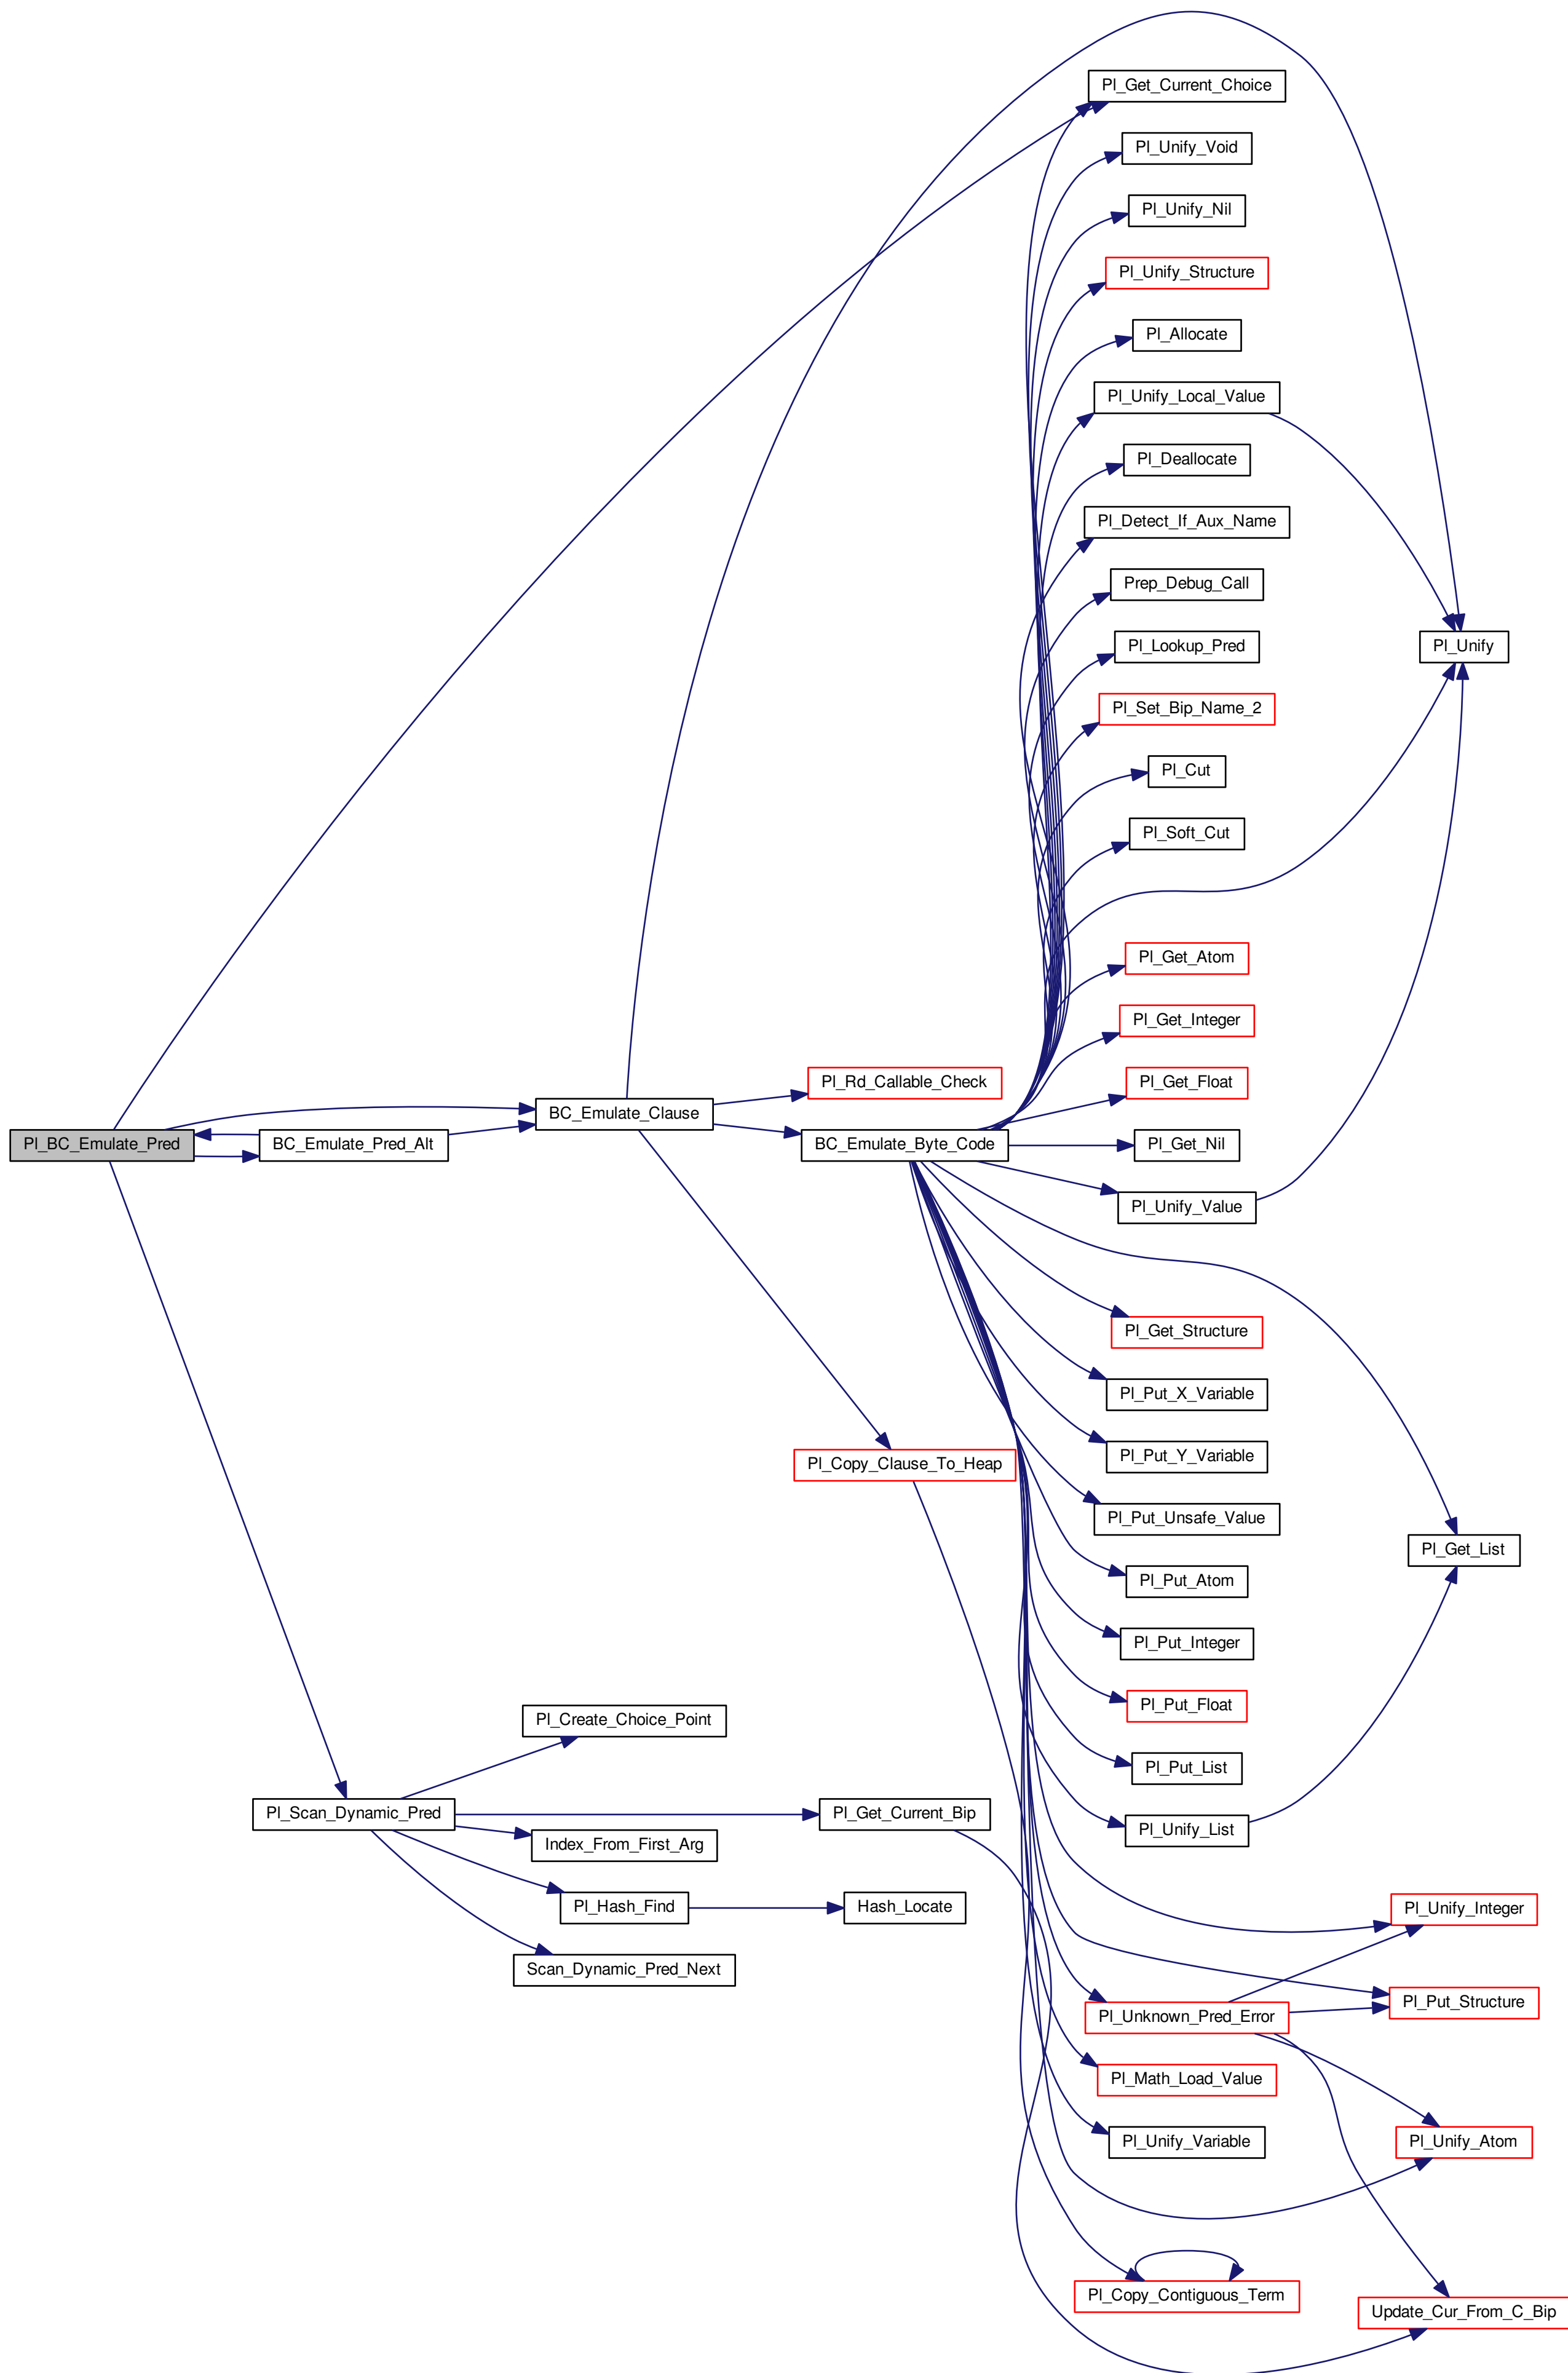 Pl_Get_Current_Choice
Pl_Unify_Void
Pl_Unify_Nil
Pl_Unify_Structure
Pl_Allocate
Pl_Unify_Local_Value
Pl_Deallocate
Pl_Detect_If_Aux_Name
Prep_Debug_Call
Pl_Lookup_Pred
Pl_Unify
Pl_Set_Bip_Name_2
Pl_Cut
Pl_Soft_Cut
Pl_Get_Atom
Pl_Get_Integer
Pl_Rd_Callable_Check
Pl_Get_Float
BC_Emulate_Clause
Pl_BC_Emulate_Pred
BC_Emulate_Pred_Alt
BC_Emulate_Byte_Code
Pl_Get_Nil
Pl_Unify_Value
Pl_Get_Structure
Pl_Put_X_Variable
Pl_Put_Y_Variable
Pl_Copy_Clause_To_Heap
Pl_Put_Unsafe_Value
Pl_Get_List
Pl_Put_Atom
Pl_Put_Integer
Pl_Put_Float
Pl_Create_Choice_Point
Pl_Put_List
Pl_Scan_Dynamic_Pred
Pl_Get_Current_Bip
Pl_Unify_List
Index_From_First_Arg
Pl_Hash_Find
Hash_Locate
Pl_Unify_Integer
Scan_Dynamic_Pred_Next
Pl_Put_Structure
Pl_Unknown_Pred_Error
Pl_Math_Load_Value
Pl_Unify_Variable
Pl_Unify_Atom
Pl_Copy_Contiguous_Term
Update_Cur_From_C_Bip